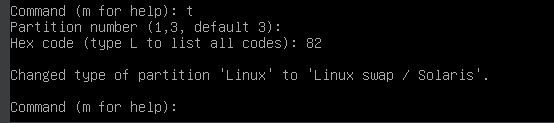 Command (m for help): t
Partition number (1,3, default 3):
Hex code (type L to list all codes): 82
Changed type of partition 'Linux' to 'Linux swap / Solaris'.
Command (m for help):